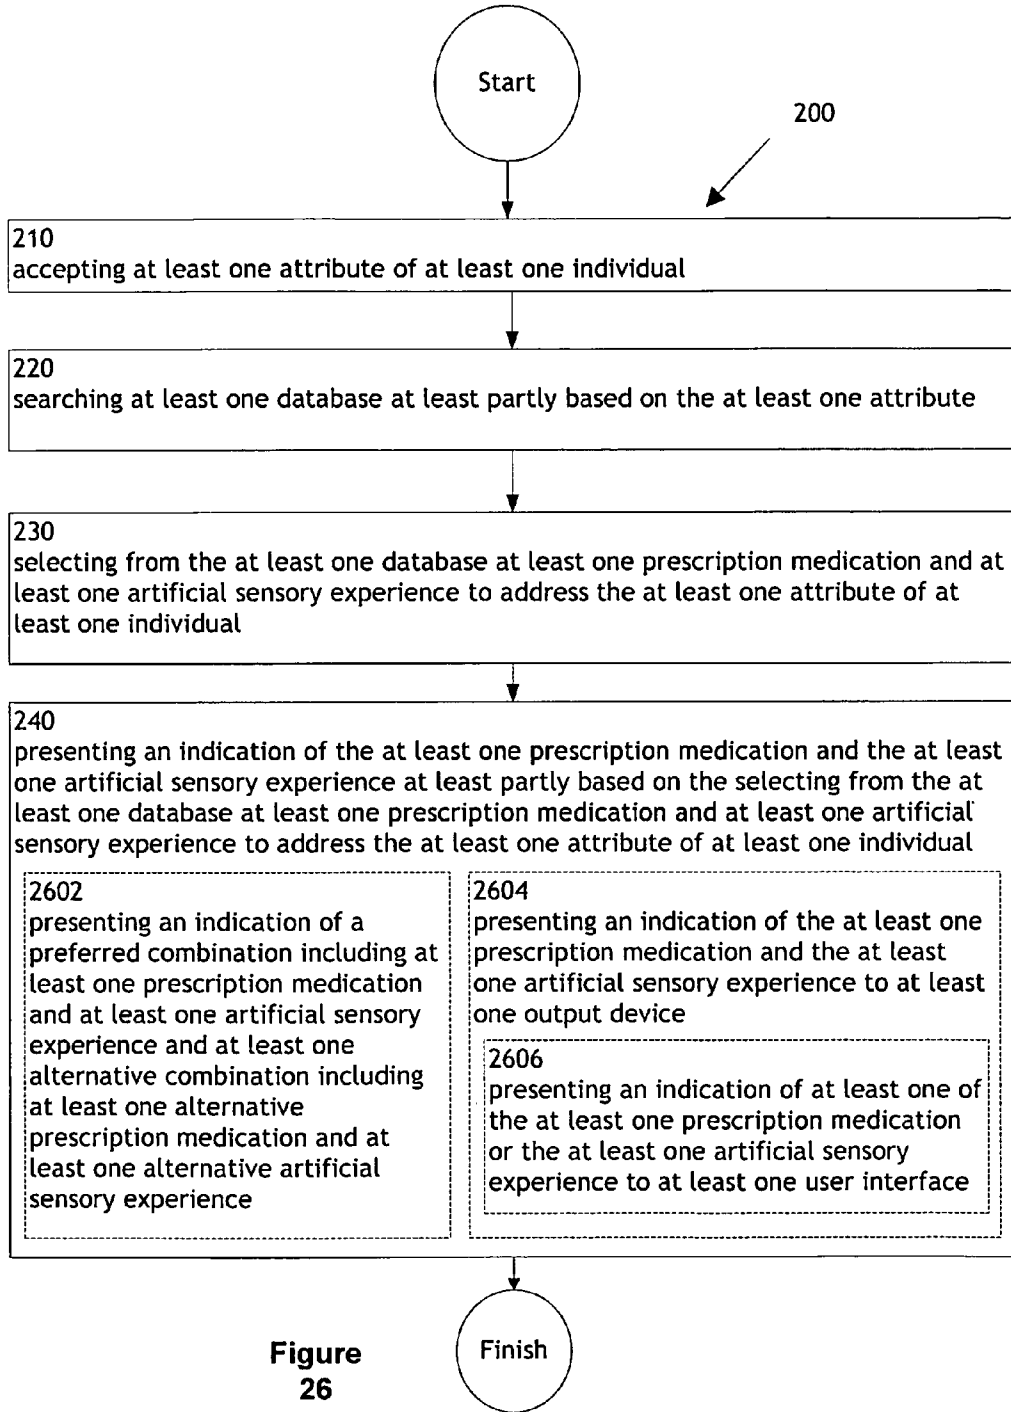 Start
200
210
accepting at least one attribute of at least one individual
220
searching at least one database at least partly based on the at least one attribute
230
selecting from the at least one database at least one prescription medication and at
least one artificial sensory experience to address the at least one attribute of at
least one individual
240
presenting an indication of the at least one prescription medication and the at least
one artificial sensory experience at least partly based on the selecting from the at
least one database at least one prescription medication and at least one artificial
sensory experience to address the at least one attribute of at least one individual
2602
presenting an indication of a
preferred combination including at
least one prescription medication
and at least one artificial sensory
experience and at least one
alternative combination including
at least one alternative
prescription medication and at
least one alternative artificial
sensory experience
2604
presenting an indication of the at least one
prescription medication and the at least
one artificial sensory experience to at least
one output device
2606
presenting an indication of at least one of
the at least one prescription medication
or the at least one artificial sensory
experience to at least one user interface
Finish
Figure
26